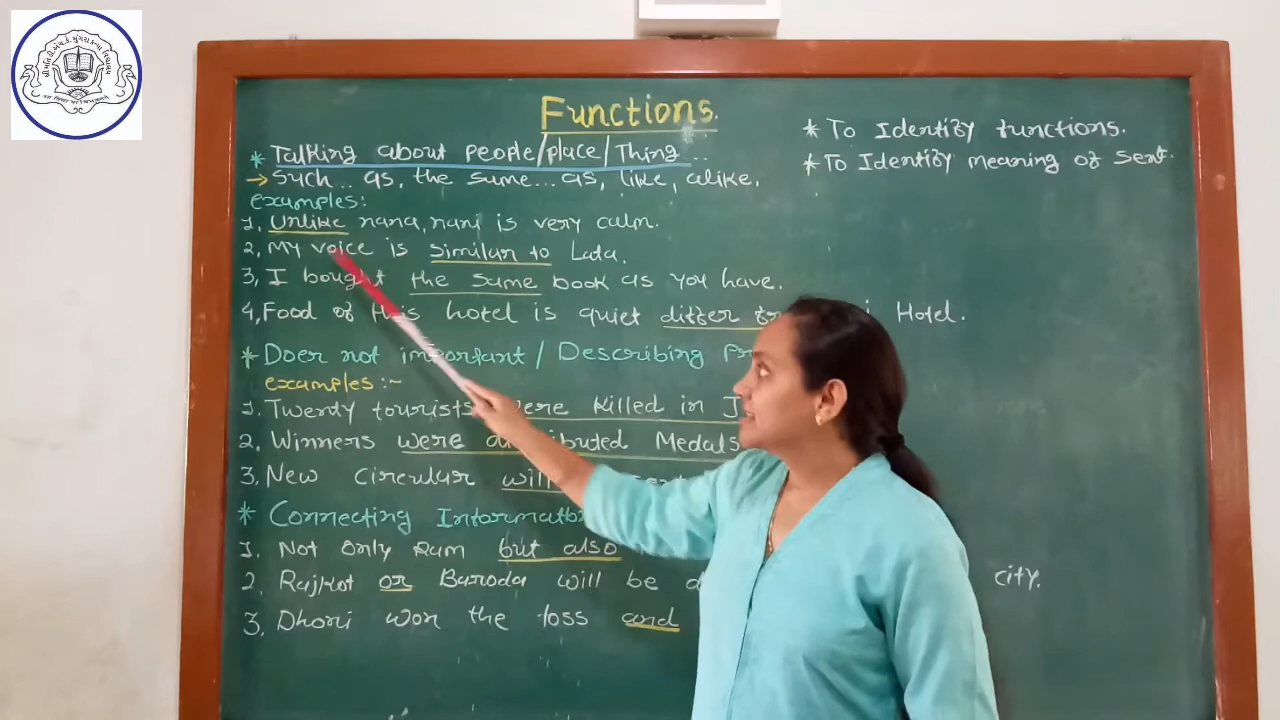 Functions.
* To Identify functions.
* To Identify meaning of sent.
* Talking about people/place/Thing...
→ Such... as, the same... as, like, alike.
examples:
1, Unlike nana, nani is very calm.
2, My voice is similar to Lata.
3, I bought the same book as you have.
4, Food of this hotel is quiet differ Hotel.
* Does not important / Describing
examples :-
1. Twenty tourists were killed in
2. Winners were distributed Medals
3. New Circular will
* Connecting Information
1. Not Only Ram but also
2. Rajkot or Baroda will be city.
3, Dhoni won the toss and